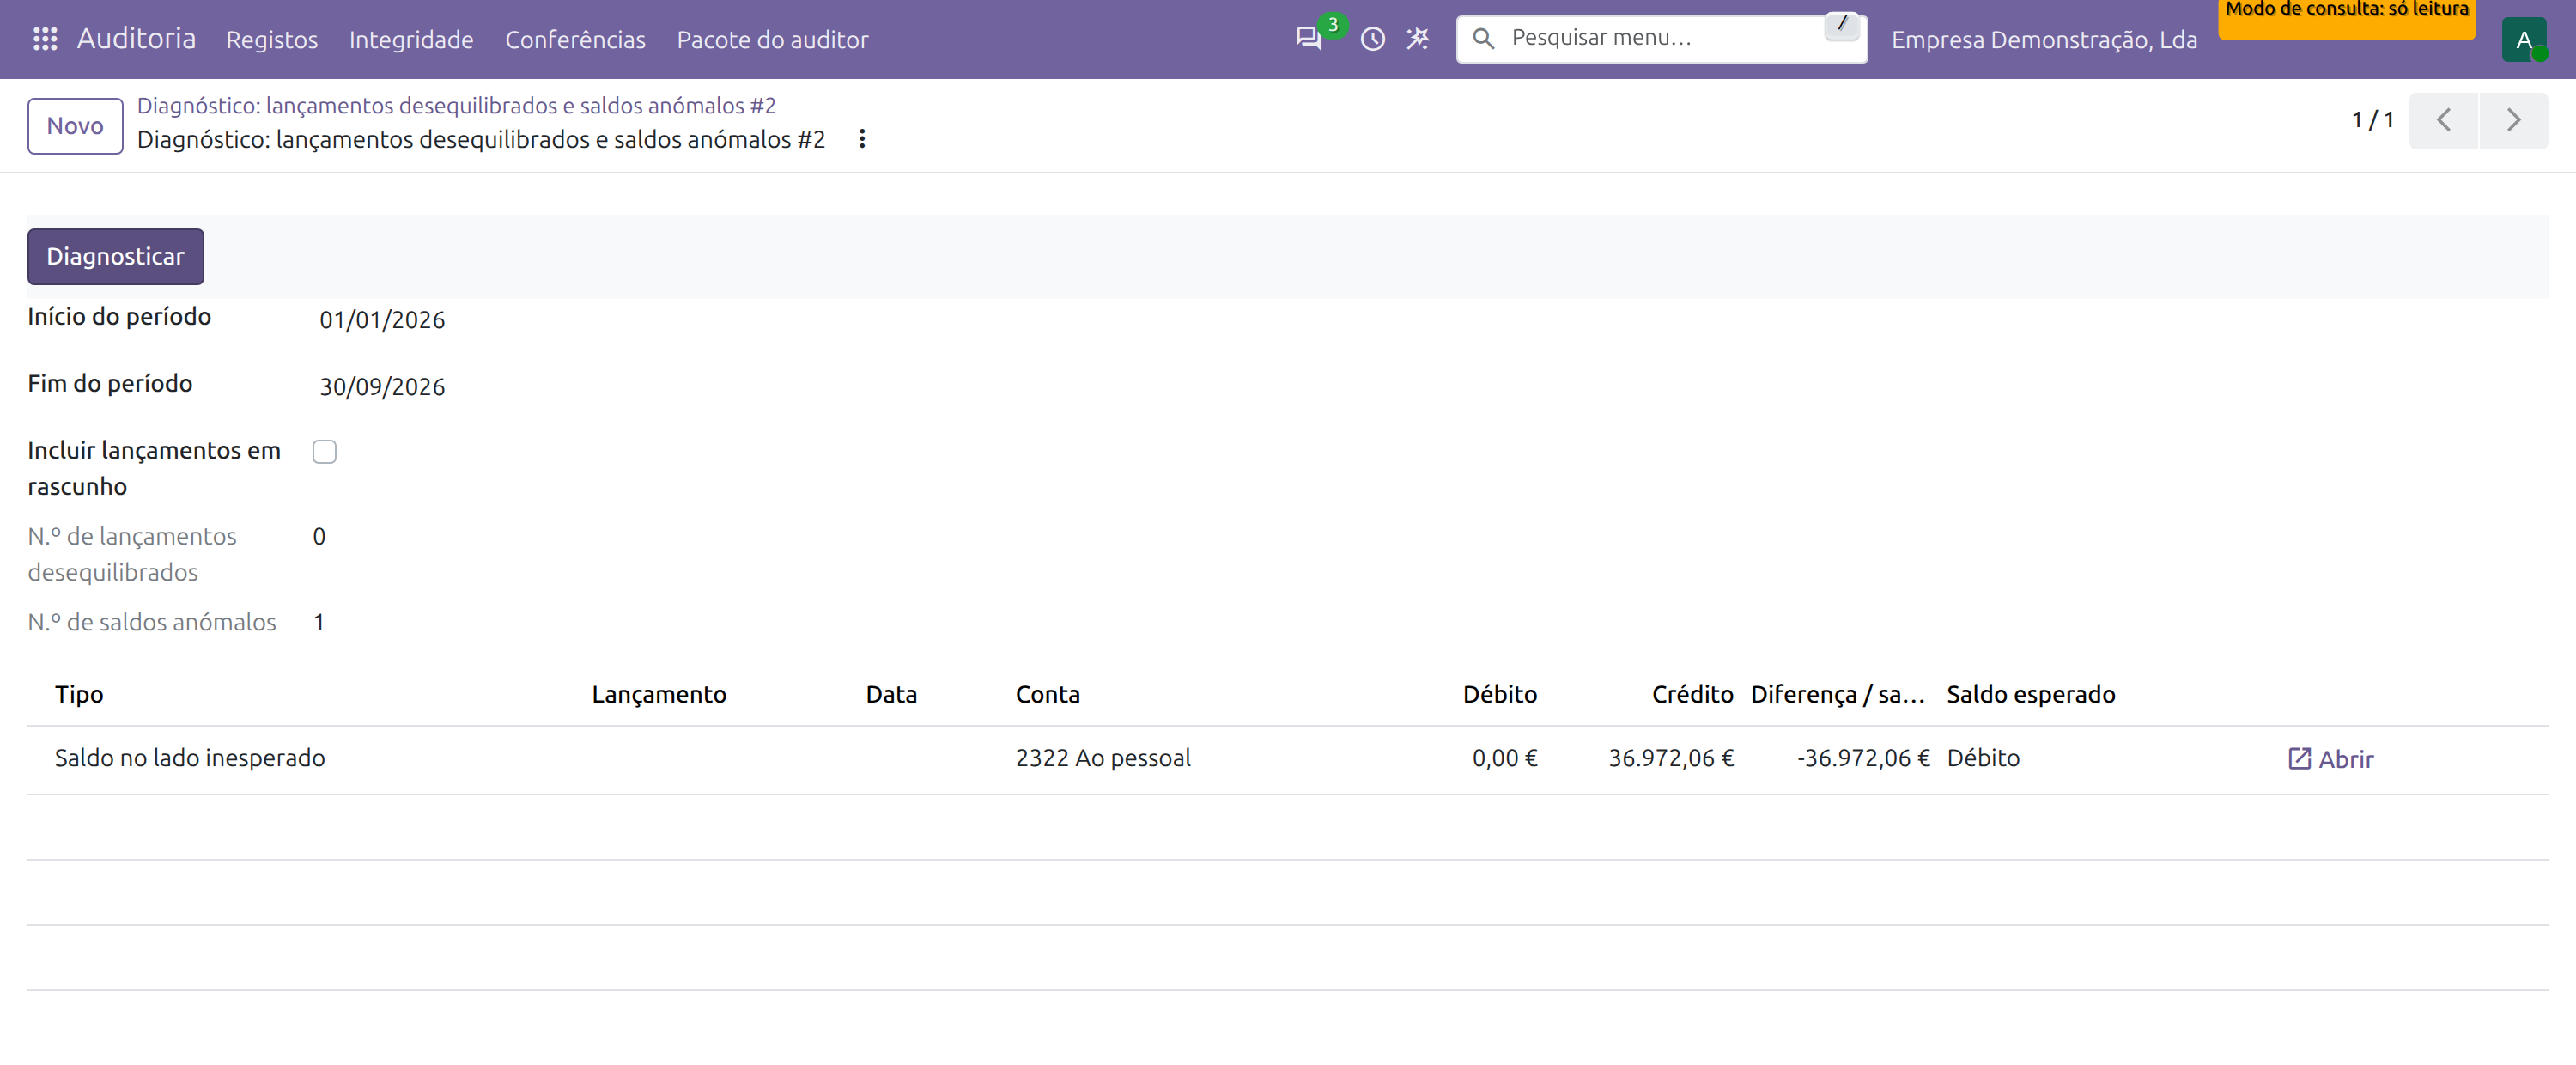 Auditoria Registos Integridade Conferências Pacote do auditor 3 Pesquisar menu... / Empresa Demonstração, Lda Modo de consulta: só leitura A
Novo
Diagnóstico: lançamentos desequilibrados e saldos anómalos #2
Diagnóstico: lançamentos desequilibrados e saldos anómalos #2
1 / 1
Diagnosticar
Início do período 01/01/2026
Fim do período 30/09/2026
Incluir lançamentos em
rascunho
N.º de lançamentos 0
desequilibrados
N.º de saldos anómalos 1
Tipo Lançamento Data Conta Débito Crédito Diferença / sa... Saldo esperado
Saldo no lado inesperado 2322 Ao pessoal 0,00 € 36.972,06 € -36.972,06 € Débito Abrir